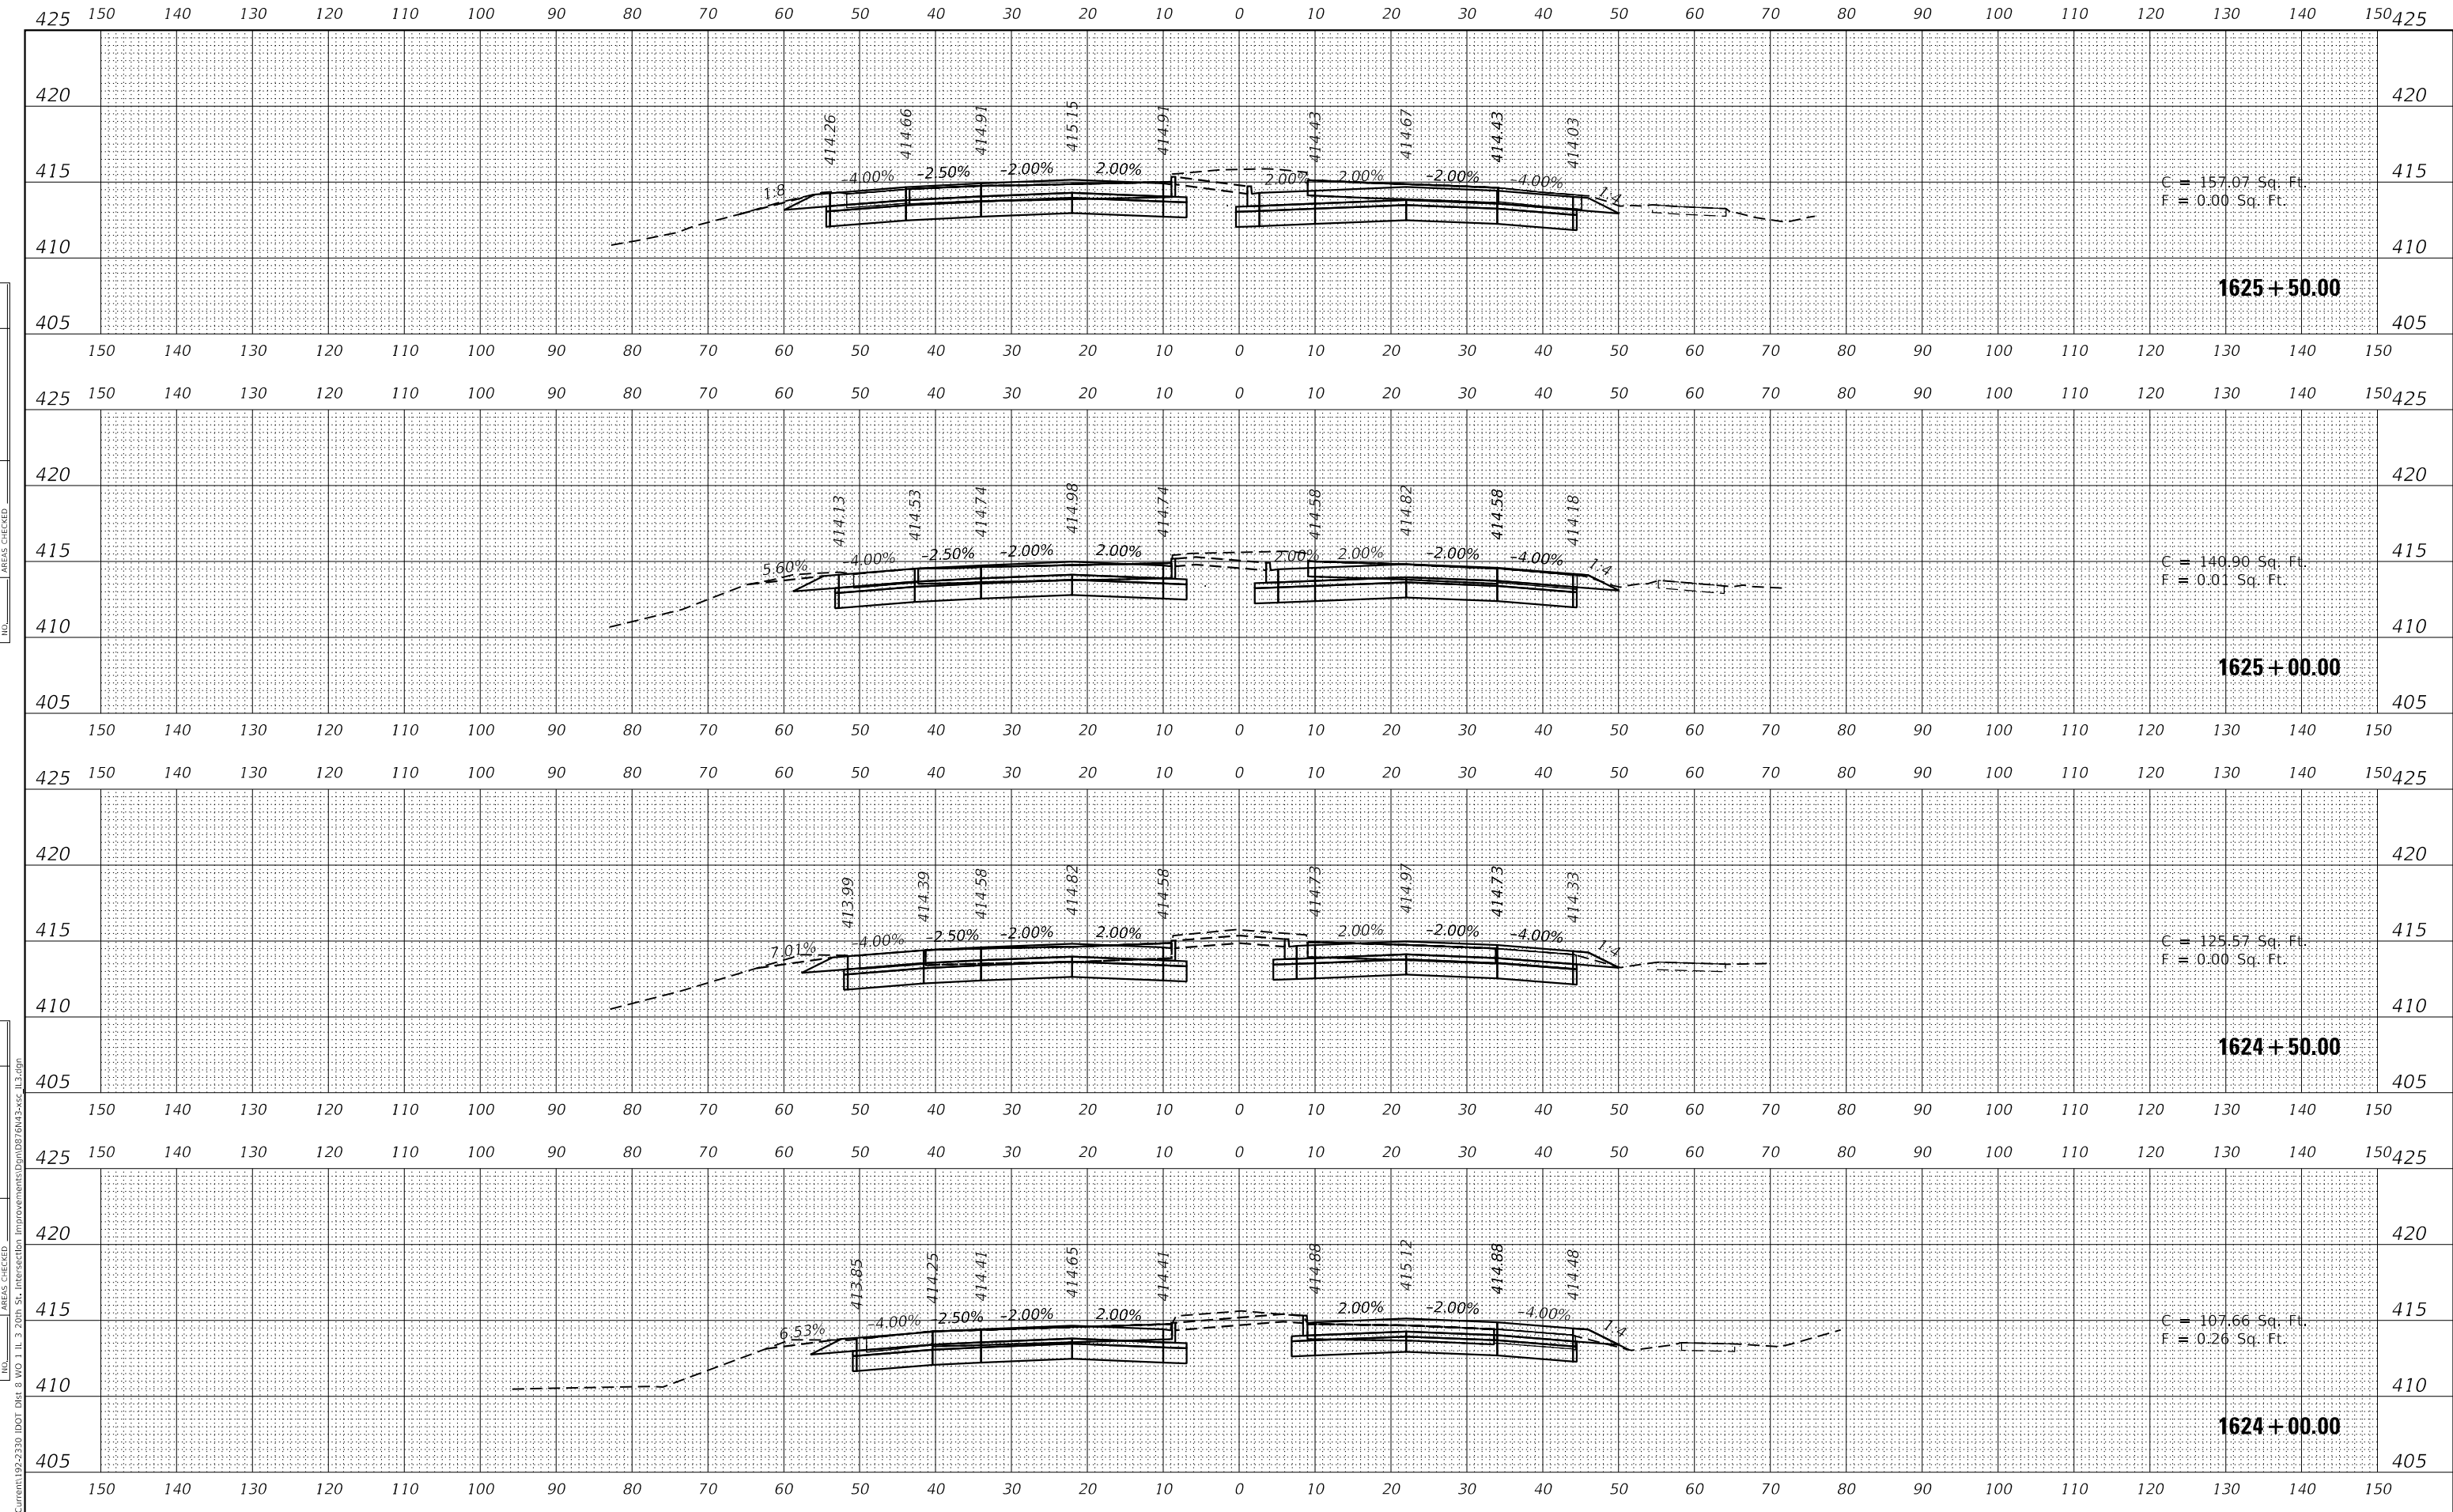 150 140 130 120 110 100 90 80 70 60 50 40 30 20 10 0 10 20 30 40 50 60 70 80 90 100 110 120 130 140 150
425 425
420 420
414.26 414.66 414.91 415.15 414.91 414.43 414.67 414.43 414.03
415 1:8 -4.00% -2.50% -2.00% 2.00% 2.00% 2.00% -2.00% -4.00% 1:4 415
C = 157.07 Sq. Ft.
F = 0.00 Sq. Ft.
410 410
1625+50.00
405 405
150 140 130 120 110 100 90 80 70 60 50 40 30 20 10 0 10 20 30 40 50 60 70 80 90 100 110 120 130 140 150
150 140 130 120 110 100 90 80 70 60 50 40 30 20 10 0 10 20 30 40 50 60 70 80 90 100 110 120 130 140 150
425 425
420 420
414.13 414.53 414.74 414.98 414.74 414.58 414.82 414.58 414.18
415 5.60% -4.00% -2.50% -2.00% 2.00% 2.00% 2.00% -2.00% -4.00% 1:4 415
C = 140.90 Sq. Ft.
F = 0.01 Sq. Ft.
410 410
1625+00.00
405 405
150 140 130 120 110 100 90 80 70 60 50 40 30 20 10 0 10 20 30 40 50 60 70 80 90 100 110 120 130 140 150
150 140 130 120 110 100 90 80 70 60 50 40 30 20 10 0 10 20 30 40 50 60 70 80 90 100 110 120 130 140 150
425 425
420 420
413.99 414.39 414.58 414.82 414.58 414.73 414.97 414.73 414.33
415 7.01% -4.00% -2.50% -2.00% 2.00% 2.00% -2.00% -4.00% 1:4 415
C = 125.57 Sq. Ft.
F = 0.00 Sq. Ft.
410 410
1624+50.00
405 405
150 140 130 120 110 100 90 80 70 60 50 40 30 20 10 0 10 20 30 40 50 60 70 80 90 100 110 120 130 140 150
150 140 130 120 110 100 90 80 70 60 50 40 30 20 10 0 10 20 30 40 50 60 70 80 90 100 110 120 130 140 150
425 425
420 420
413.85 414.25 414.41 414.65 414.41 414.88 415.12 414.88 414.48
415 6.53% -4.00% -2.50% -2.00% 2.00% 2.00% -2.00% -4.00% 1:4 415
C = 107.66 Sq. Ft.
F = 0.26 Sq. Ft.
410 410
1624+00.00
405 405
150 140 130 120 110 100 90 80 70 60 50 40 30 20 10 0 10 20 30 40 50 60 70 80 90 100 110 120 130 140 150
NO. AREAS CHECKED
NO. AREAS CHECKED
Current\192-22330 IDOT Dist 8 WO 1 IL 3 20th St. Intersection Improvements\Dgn\D876N43-xsc_IL3.dgn